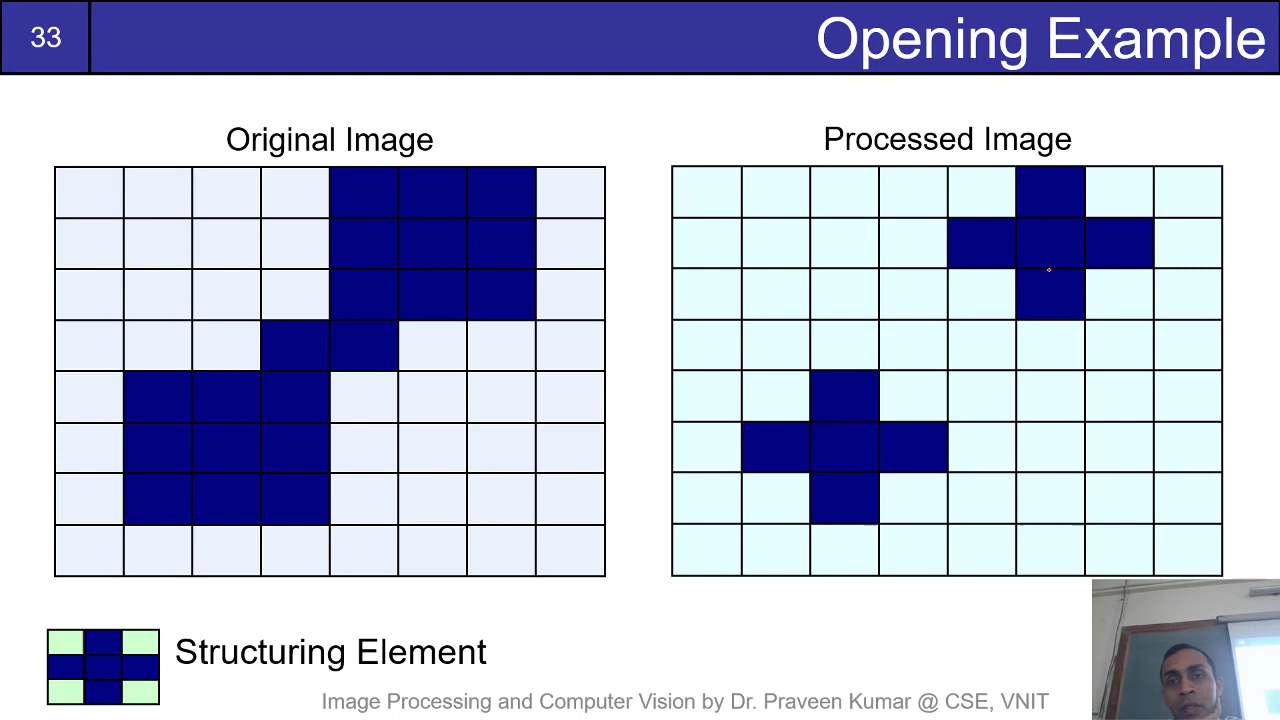 33
Opening Example
Original Image
Processed Image
Structuring Element
Image Processing and Computer Vision by Dr. Praveen Kumar @ CSE, VNIT